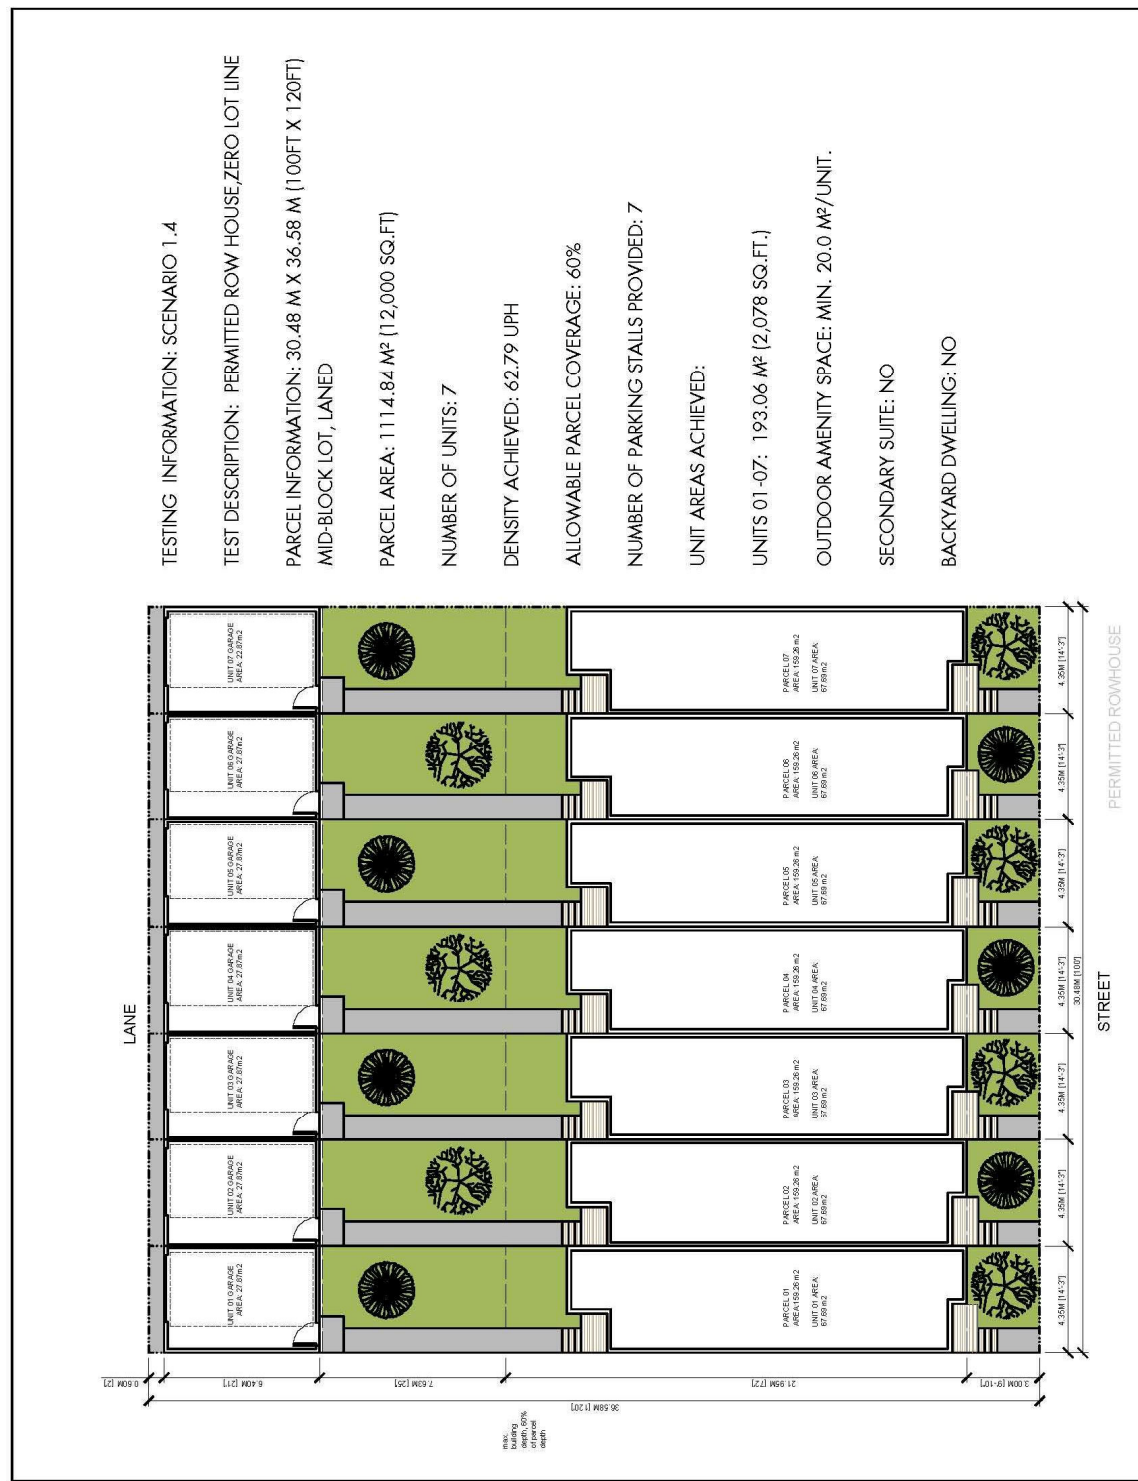 TESTING INFORMATION: SCENARIO 1.4
TEST DESCRIPTION: PERMITTED ROW HOUSE,ZERO LOT LINE
PARCEL INFORMATION: 30.48 M X 36.58 M (100FT X 120FT)
MID-BLOCK LOT, LANED
PARCEL AREA: 1114.84 M² (12,000 SQ.FT)
NUMBER OF UNITS: 7
DENSITY ACHIEVED: 62.79 UPH
ALLOWABLE PARCEL COVERAGE: 60%
NUMBER OF PARKING STALLS PROVIDED: 7
UNIT AREAS ACHIEVED:
UNITS 01-07: 193.06 M² (2,078 SQ.FT.)
OUTDOOR AMENITY SPACE: MIN. 20.0 M²/UNIT.
SECONDARY SUITE: NO
BACKYARD DWELLING: NO
LANE
UNIT 01 GARAGE
AREA: 27.87m2
UNIT 02 GARAGE
AREA: 27.87m2
UNIT 03 GARAGE
AREA: 27.87m2
UNIT 04 GARAGE
AREA: 27.87m2
UNIT 05 GARAGE
AREA: 27.87m2
UNIT 06 GARAGE
AREA: 27.87m2
UNIT 07 GARAGE
AREA: 22.87m2
PARCEL 01
AREA:159.26 m2
UNIT 01 AREA:
67.69 m2
PARCEL 02
AREA: 159.26 m2
UNIT 02 AREA:
67.69 m2
PARCEL 03
AREA: 159.26 m2
UNIT 03 AREA:
67.69 m2
PARCEL 04
AREA: 159.26 m2
UNIT 04 AREA:
67.69 m2
PARCEL 05
AREA: 159.26 m2
UNIT 05 AREA:
67.69 m2
PARCEL 06
AREA: 159.26 m2
UNIT 06 AREA:
67.69 m2
PARCEL 07
AREA: 159.26 m2
UNIT 07 AREA:
67.69 m2
0.60M [2']
6.40M [21']
7.63M [25']
21.95M [72']
3.00M [9'-10"]
36.58M [120']
max.
building
depth, 60%
of parcel
depth
4.35M [14'-3"]
4.35M [14'-3"]
4.35M [14'-3"]
4.35M [14'-3"]
4.35M [14'-3"]
4.35M [14'-3"]
4.35M [14'-3"]
30.48M [100']
STREET
PERMITTED ROWHOUSE